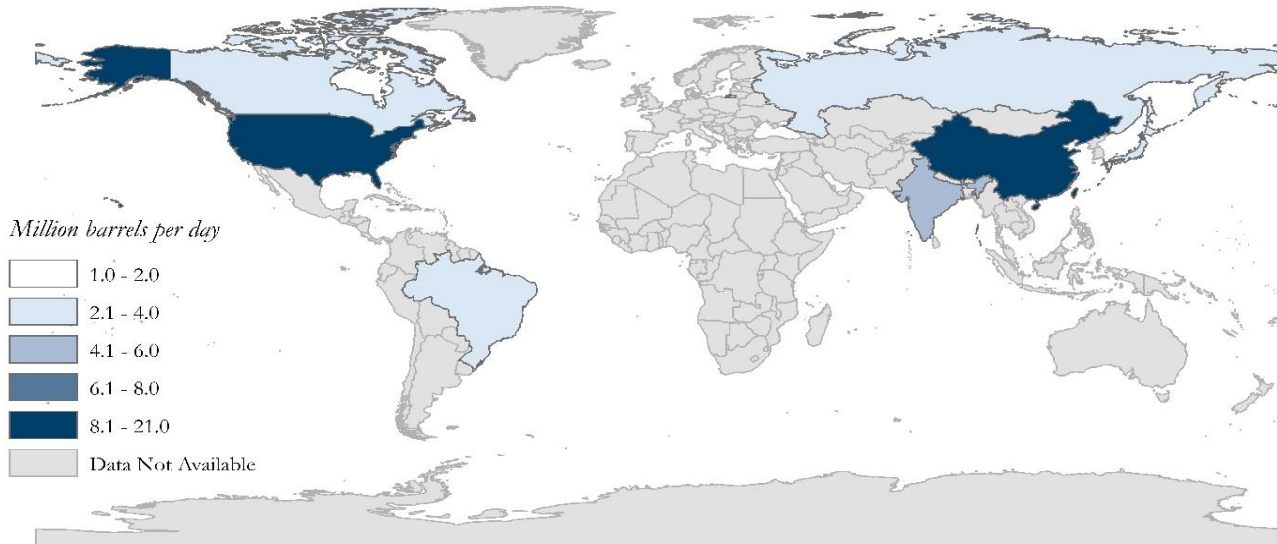 Million barrels per day
1.0 - 2.0
2.1 - 4.0
4.1 - 6.0
6.1 - 8.0
8.1 - 21.0
Data Not Available